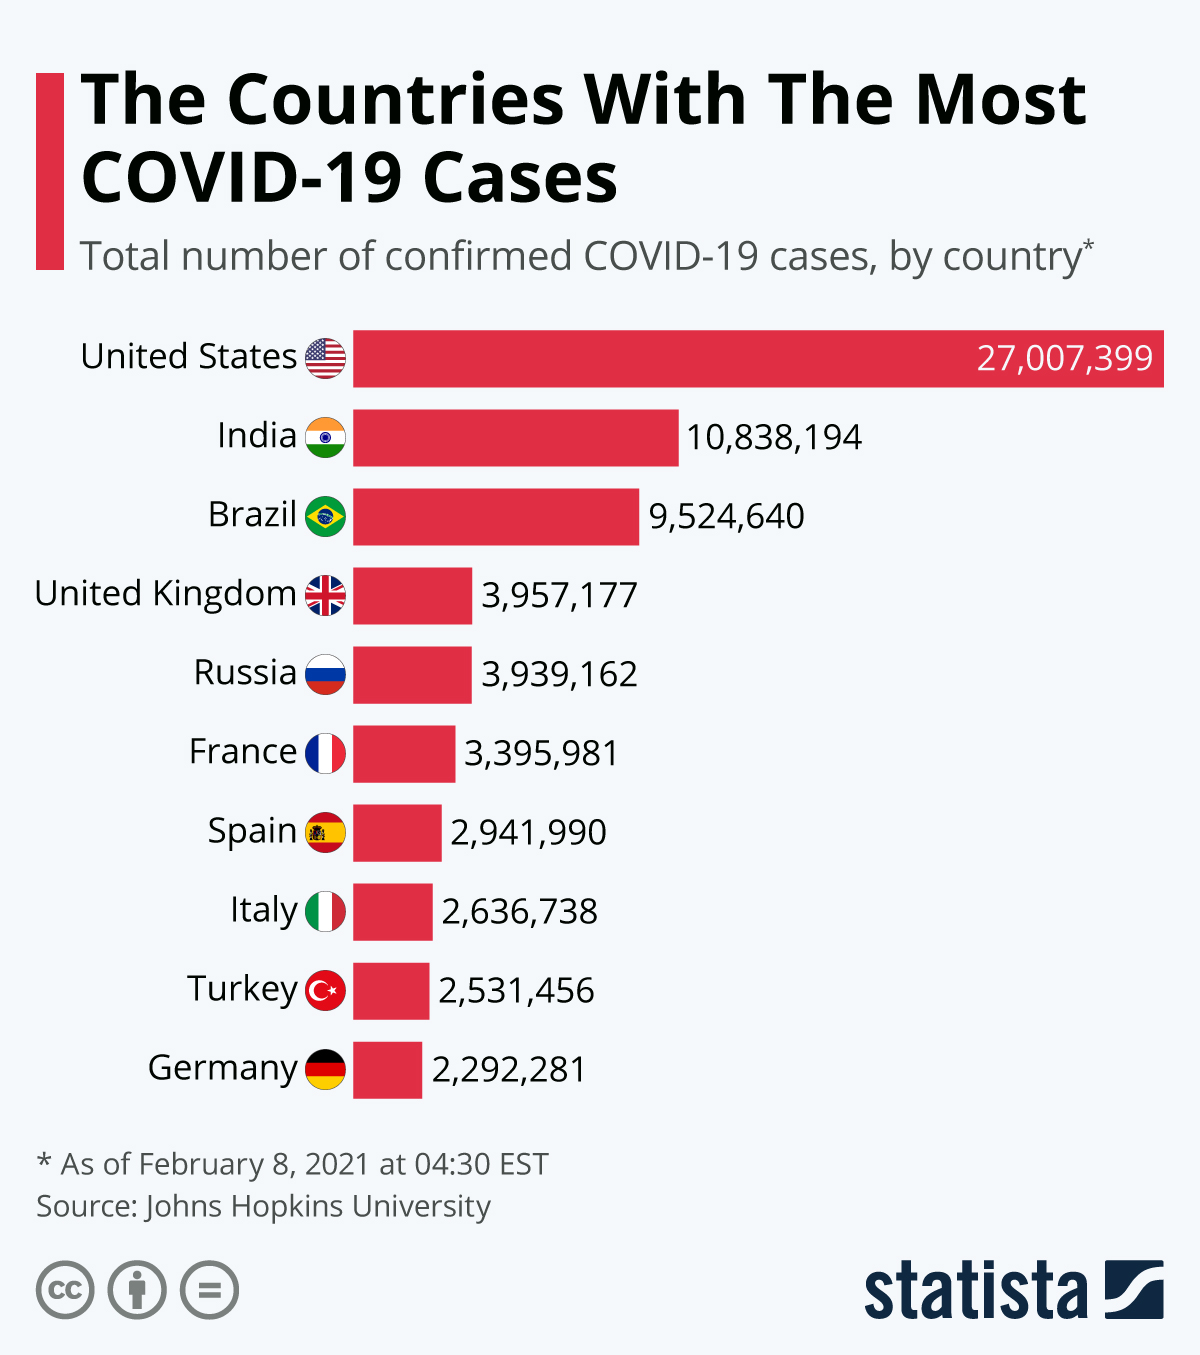 The Countries With The Most
COVID-19 Cases
Total number of confirmed COVID-19 cases, by country*
United States 27,007,399
India 10,838,194
Brazil 9,524,640
United Kingdom 3,957,177
Russia 3,939,162
France 3,395,981
Spain 2,941,990
Italy 2,636,738
Turkey 2,531,456
Germany 2,292,281
* As of February 8, 2021 at 04:30 EST
Source: Johns Hopkins University
cc =
statista